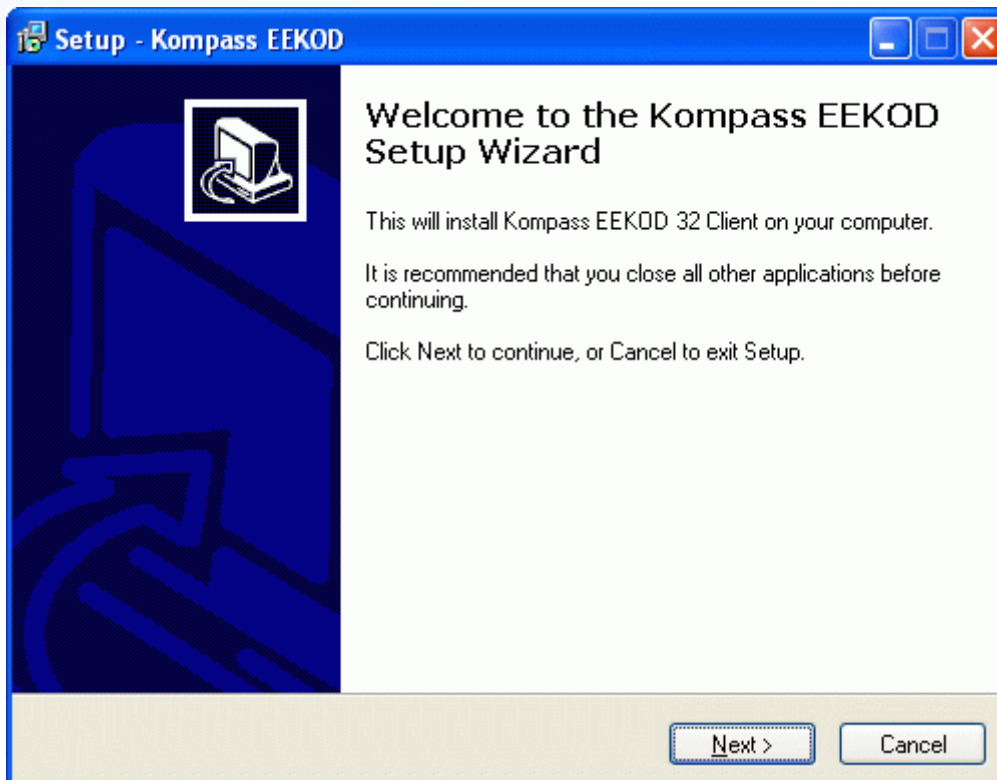 Setup - Kompass EEKOD
Welcome to the Kompass EEKOD
Setup Wizard
This will install Kompass EEKOD 32 Client on your computer.
It is recommended that you close all other applications before
continuing.
Click Next to continue, or Cancel to exit Setup.
Next >
Cancel